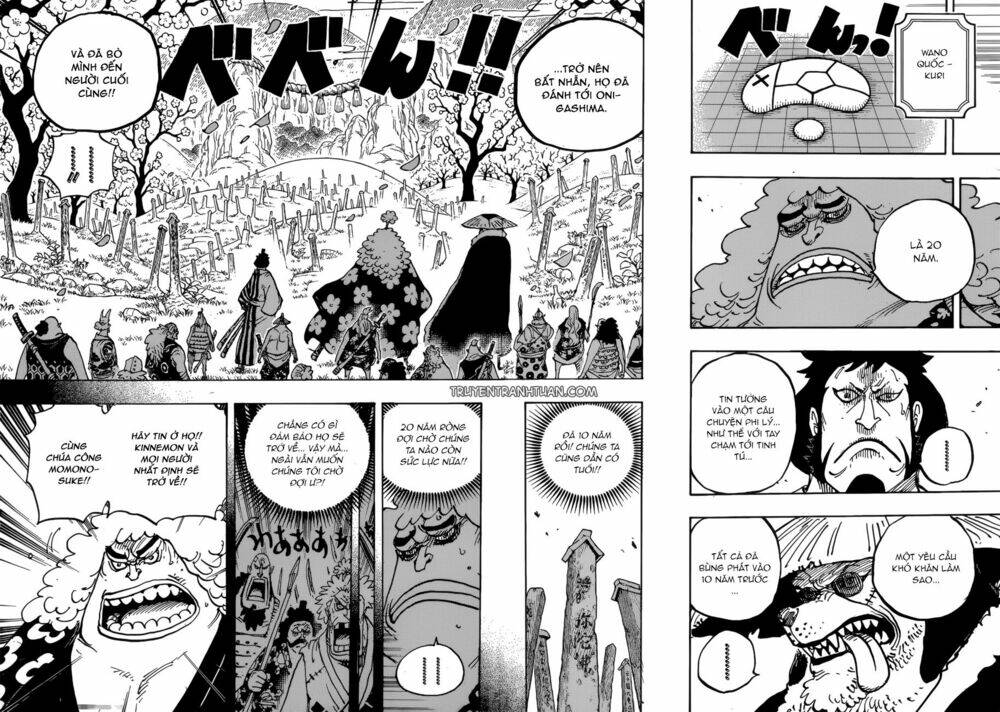 WANO
QUỐC -
KURI
べんっ!
LÀ 20
NĂM.
TIN TƯỞNG
VÀO MỘT CÂU
CHUYỆN PHI LÝ...
NHƯ THỂ VỚI TAY
CHẠM TỚI TINH
TÚ...
MỘT YÊU CẦU
KHÓ KHĂN LÀM
SAO...
TẤT CẢ ĐÃ
BÙNG PHÁT VÀO
10 NĂM TRƯỚC
...
...TRỞ NÊN
BẤT NHẪN, HỌ ĐÃ
ĐÁNH TỚI ONI-
GASHIMA.
べべん!!
VÀ ĐÃ BỎ
MÌNH ĐẾN
NGƯỜI CUỐI
CÙNG!!
TRUYENTRANHTUAN.COM
ĐÃ 10 NĂM
RỒI! CHÚNG TA
CŨNG DẦN CÓ
TUỔI!!
20 NĂM RÒNG
ĐỢI CHỜ CHÚNG
TA NÀO CÒN
SỨC LỰC NỮA!!
CHẲNG CÓ GÌ
ĐẢM BẢO HỌ SẼ
TRỞ VỀ... VẬY MÀ..
NGÀI VẪN MUỐN
CHÚNG TÔI CHỜ
ĐỢI Ư?!
わああああ
HÃY TIN Ở HỌ!!
KINNEMON VÀ
MỌI NGƯỜI
NHẤT ĐỊNH SẼ
TRỞ VỀ!!
CÙNG
CHÚA CÔNG
MOMONO-
SUKE!!